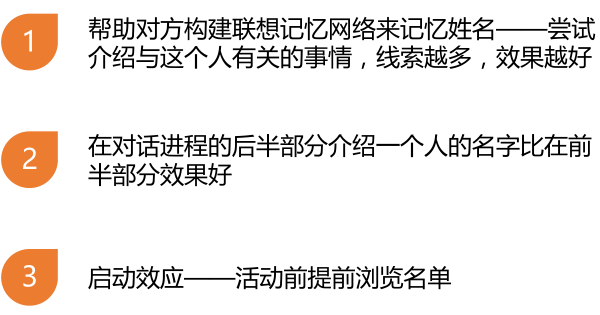 1
帮助对方构建联想记忆网络来记忆姓名——尝试
介绍与这个人有关的事情，线索越多，效果越好
2
在对话进程的后半部分介绍一个人的名字比在前
半部分效果好
3
启动效应——活动前提前浏览名单